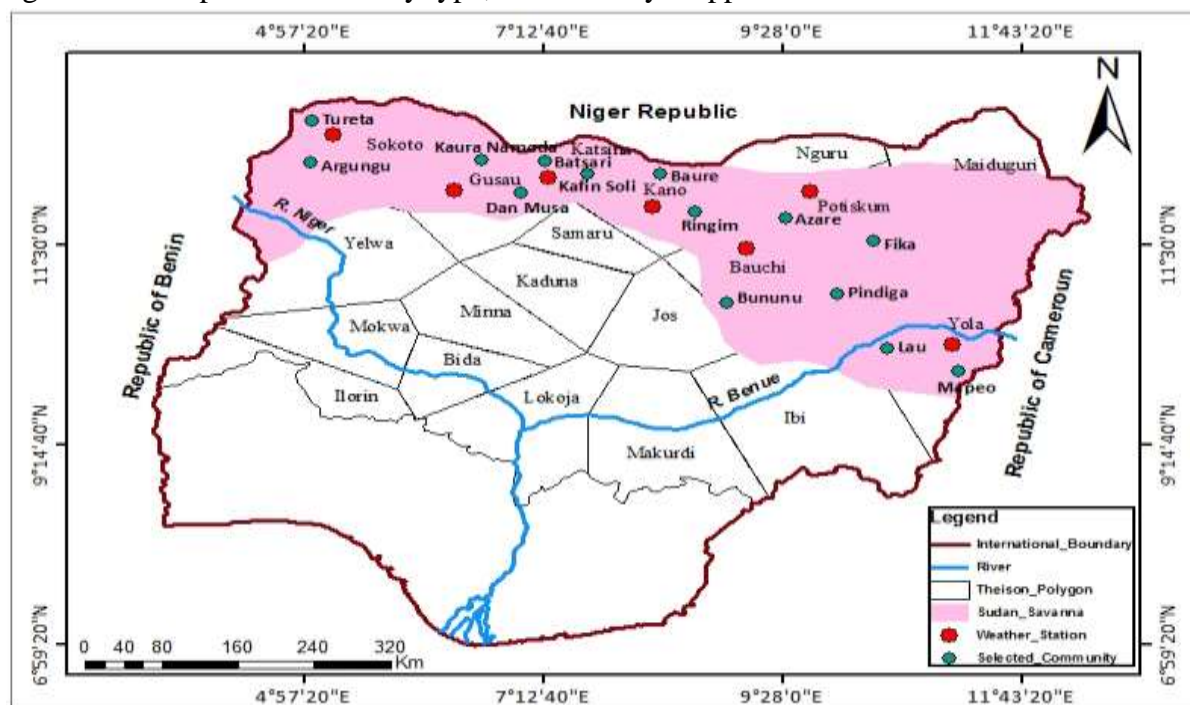 4°57'20"E 7°12'40"E 9°28'0"E 11°43'20"E
N
Niger Republic
Tureta
Sokoto
Kaura Namoda
Katsina
Batsari
Nguru
Maiduguri
Argungu
Gusau
Kafin Soli
Baure
Kano
Dan Musa
Ringim
Potiskum
Azare
R. Niger
Samaru
Fika
11°30'0"N
11°30'0"N
Yelwa
Bauchi
Kaduna
Bununu
Pindiga
Republic of Benin
Minna
Jos
Mokwa
Yola
Bida
Lau
Republic of Cameroun
Ilorin
Lokoja
R. Benue
Mapeo
Ibi
Makurdi
9°14'40"N
9°14'40"N
Legend
International_Boundary
River
Theison_Polygon
Sudan_Savanna
Weather_Station
Selected_Community
0 40 80 160 240 320
Km
6°59'20"N
6°59'20"N
4°57'20"E 7°12'40"E 9°28'0"E 11°43'20"E